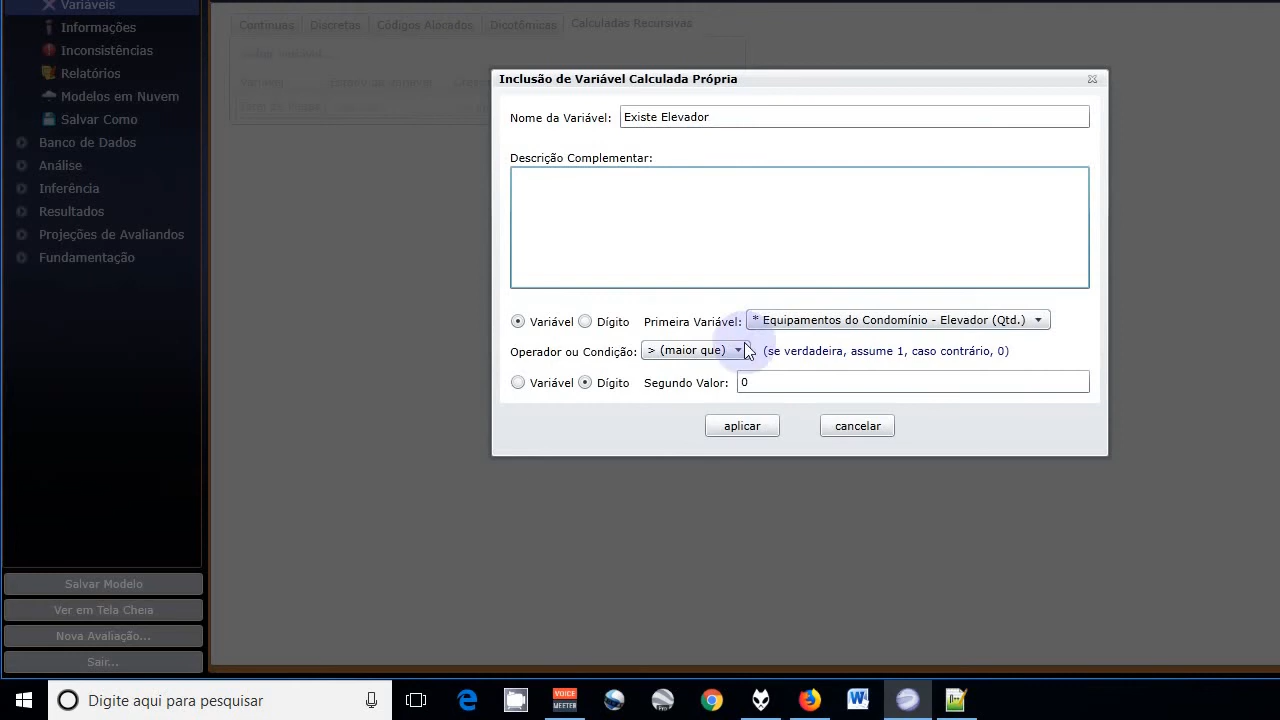 Variáveis
Informações
Inconsistências
Relatórios
Modelos em Nuvem
Salvar Como
Banco de Dados
Análise
Inferência
Resultados
Projeções de Avaliandos
Fundamentação
Salvar Modelo
Ver em Tela Cheia
Nova Avaliação...
Sair...
Contínuas Discretas Códigos Alocados Dicotômicas Calculadas Recursivas
Variável
Inclusão de Variável Calculada Própria
Nome da Variável: Existe Elevador
Descrição Complementar:
Variável Dígito Primeira Variável: * Equipamentos do Condomínio - Elevador (Qtd.)
Operador ou Condição: > (maior que) (se verdadeira, assume 1, caso contrário, 0)
Variável Dígito Segundo Valor: 0
aplicar cancelar
Digite aqui para pesquisar
VOICE
MEETER